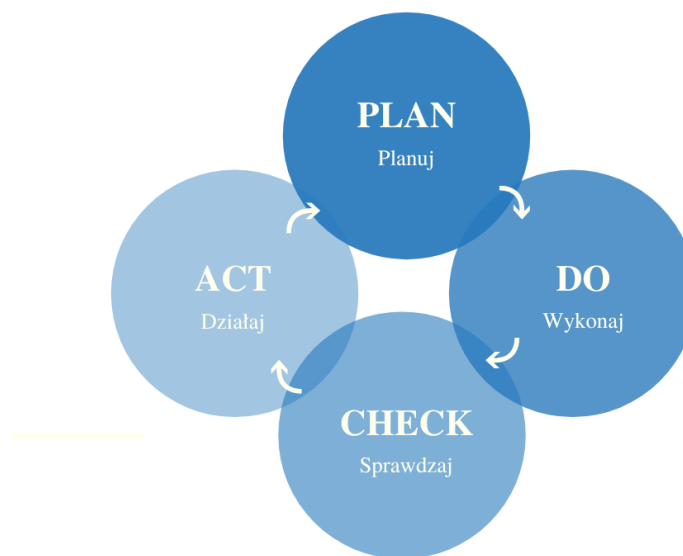 PLAN
Planuj
DO
Wykonaj
CHECK
Sprawdzaj
ACT
Działaj